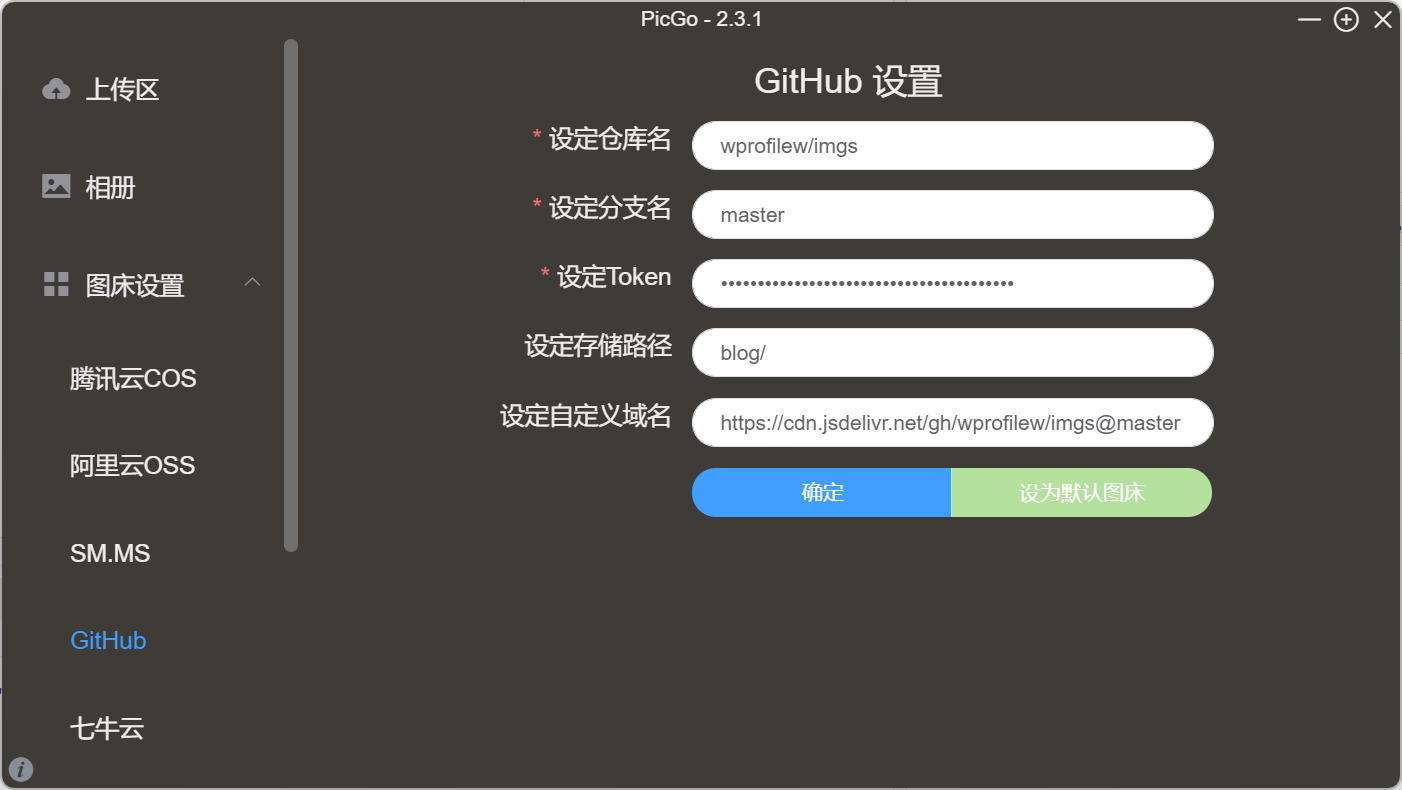 PicGo - 2.3.1
上传区
相册
图床设置
腾讯云COS
阿里云OSS
SM.MS
GitHub
七牛云
GitHub 设置
* 设定仓库名
wprofilew/imgs
* 设定分支名
master
* 设定Token
••••••••••••••••••••••••••••••••••••••••
设定存储路径
blog/
设定自定义域名
https://cdn.jsdelivr.net/gh/wprofilew/imgs@master
确定
设为默认图床